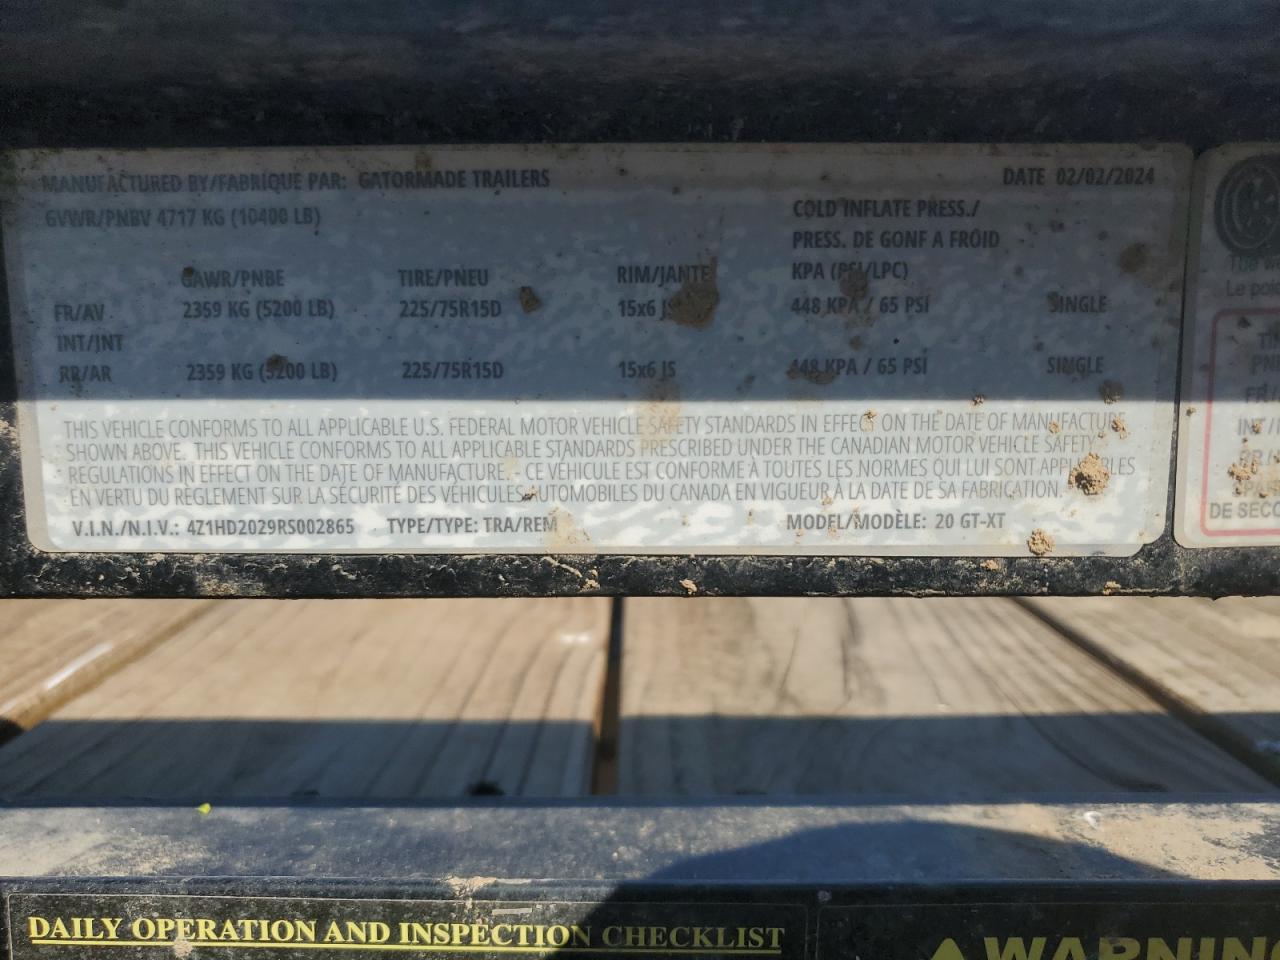 MANUFACTURED BY/FABRIQUE PAR: GATORMADE TRAILERS DATE 02/02/2024
GVWR/PNBV 4717 KG (10400 LB) COLD INFLATE PRESS./
PRESS. DE GONF A FROID
GAWR/PNBE TIRE/PNEU RIM/JANTE KPA (PSI/LPC)
FR/AV 2359 KG (5200 LB) 225/75R15D 15x6 JS 448 KPA / 65 PSI SINGLE
INT/INT
RR/AR 2359 KG (5200 LB) 225/75R15D 15x6 JS 448 KPA / 65 PSI SINGLE
THIS VEHICLE CONFORMS TO ALL APPLICABLE U.S. FEDERAL MOTOR VEHICLE SAFETY STANDARDS IN EFFECT ON THE DATE OF MANUFACTURE
SHOWN ABOVE. THIS VEHICLE CONFORMS TO ALL APPLICABLE STANDARDS PRESCRIBED UNDER THE CANADIAN MOTOR VEHICLE SAFETY
REGULATIONS IN EFFECT ON THE DATE OF MANUFACTURE. - CE VÉHICULE EST CONFORME À TOUTES LES NORMES QUI LUI SONT APPLICABLES
EN VERTU DU RÈGLEMENT SUR LA SÉCURITÉ DES VÉHICULES AUTOMOBILES DU CANADA EN VIGUEUR À LA DATE DE SA FABRICATION.
V.I.N./N.I.V.: 4Z1HD2029RS002865 TYPE/TYPE: TRA/REM MODEL/MODÈLE: 20 GT-XT
Le poi
DE SECO
DAILY OPERATION AND INSPECTION CHECKLIST
WARNING